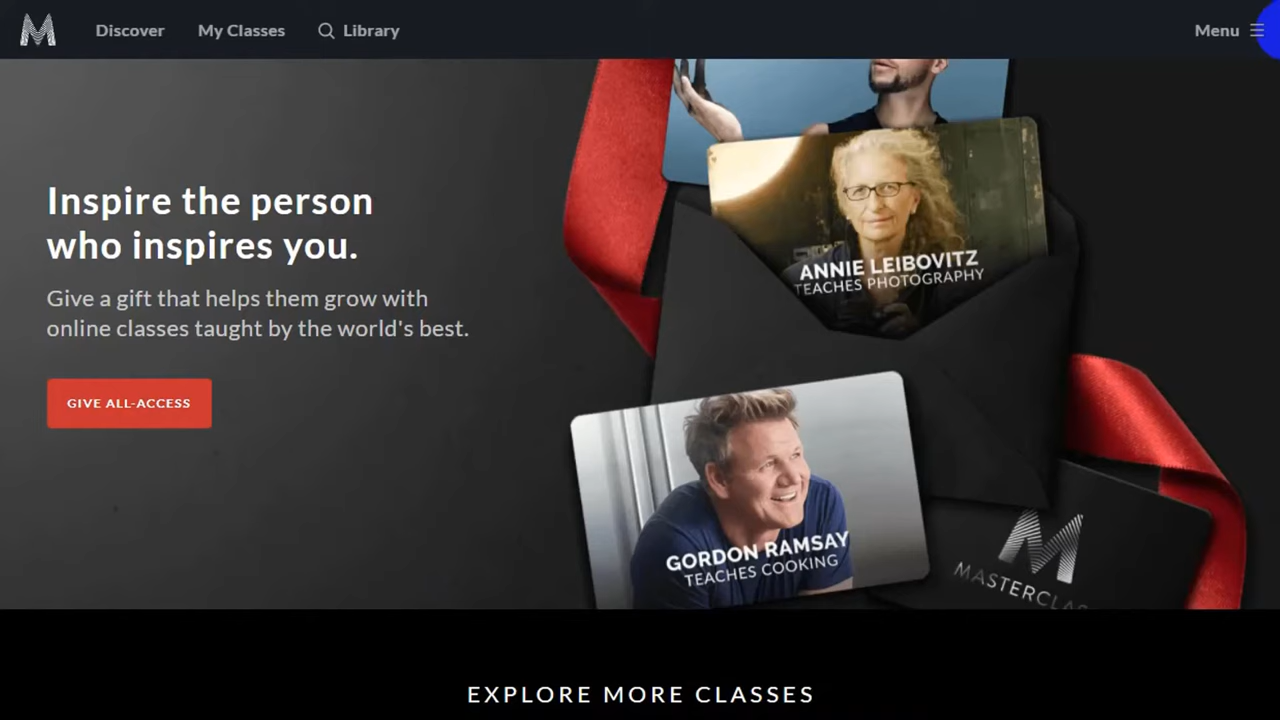 Discover
My Classes
Library
Menu
Inspire the person
who inspires you.
Give a gift that helps them grow with
online classes taught by the world's best.
GIVE ALL-ACCESS
ANNIE LEIBOVITZ
TEACHES PHOTOGRAPHY
GORDON RAMSAY
TEACHES COOKING
EXPLORE MORE CLASSES